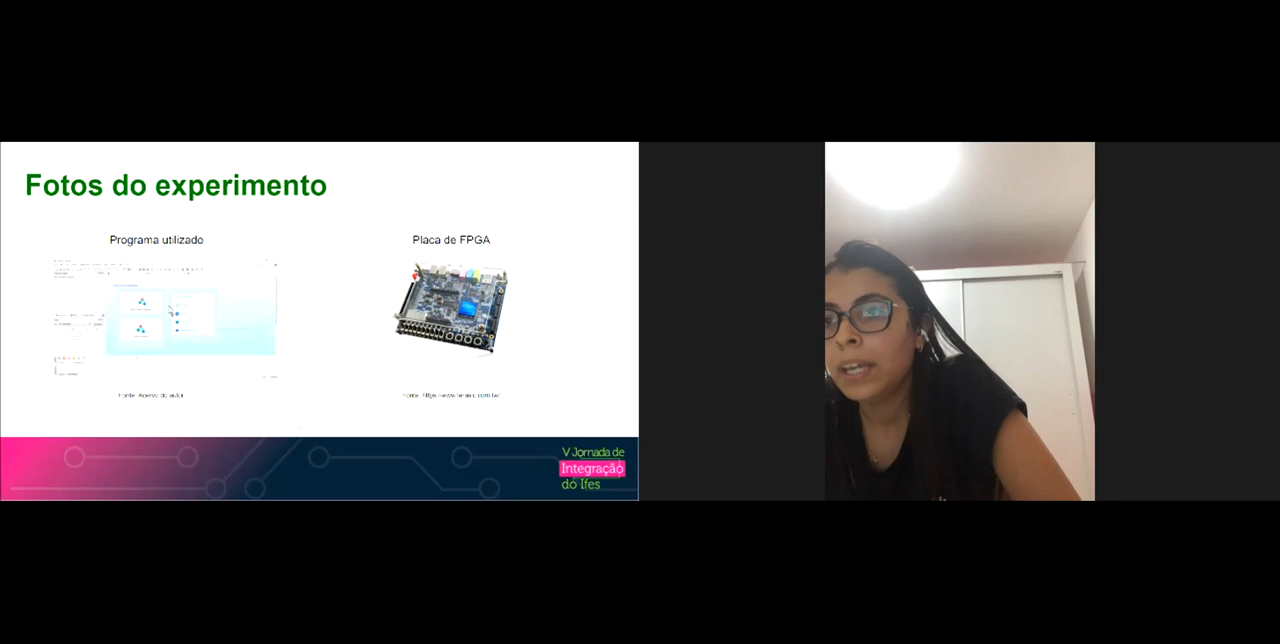 Fotos do experimento
Programa utilizado
Placa de FPGA
Fonte: Acervo do autor
Fonte: https://www.terasic.com.tw/
V Jornada de
Integração
do Ifes